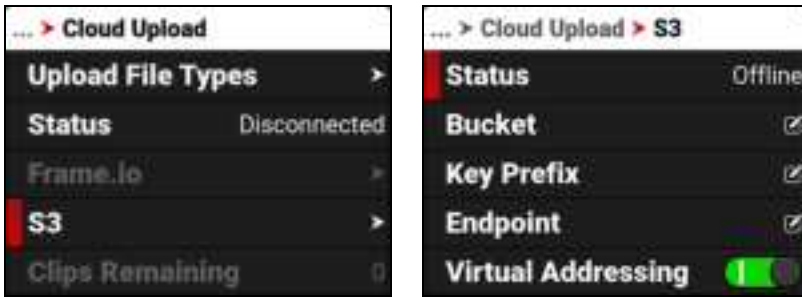 ... > Cloud Upload
Upload File Types >
Status Disconnected
Frame.io >
S3 >
Clips Remaining 0
... > Cloud Upload > S3
Status Offline
Bucket
Key Prefix
Endpoint
Virtual Addressing